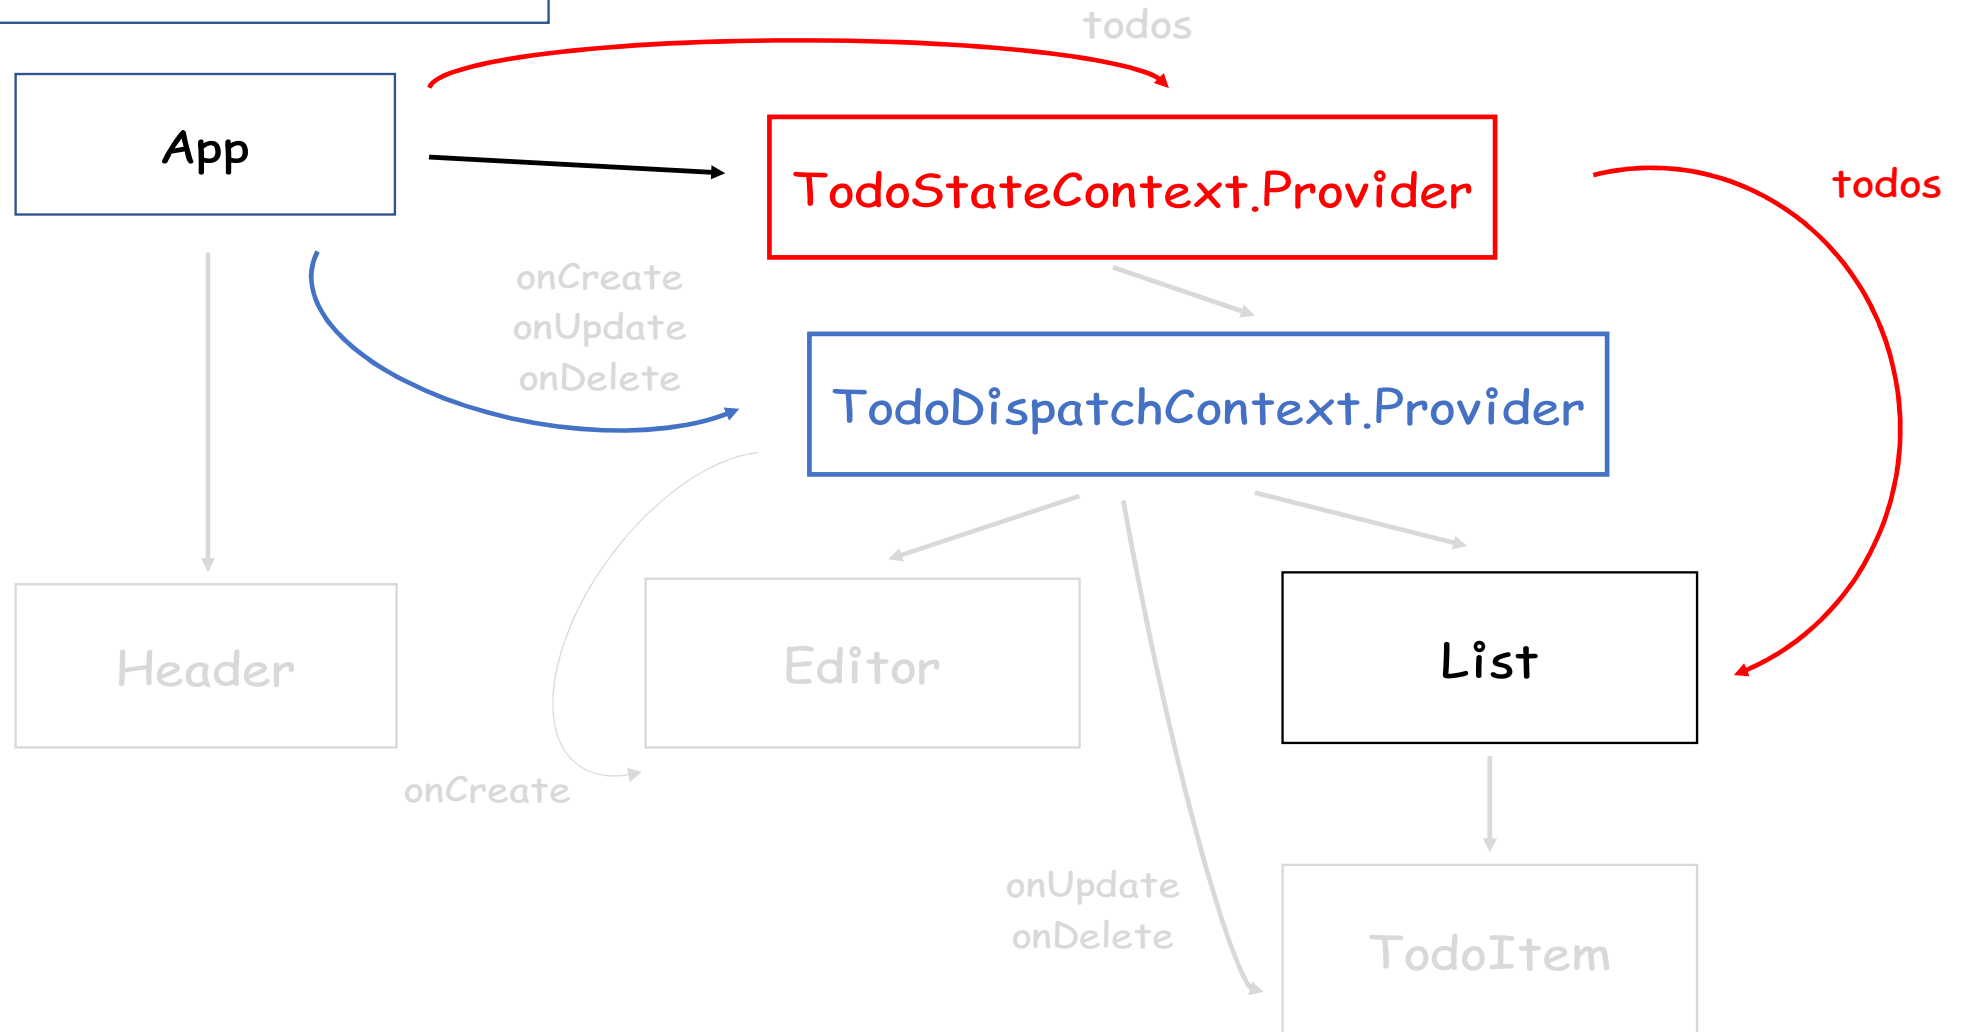 todos
App
TodoStateContext.Provider
todos
onCreate
onUpdate
onDelete
TodoDispatchContext.Provider
Header
Editor
List
onCreate
onUpdate
onDelete
TodoItem